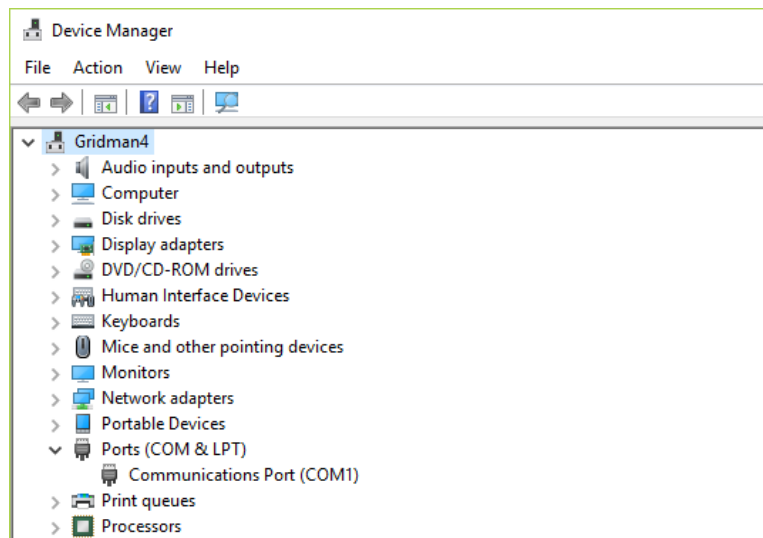 Device Manager
File Action View Help
Gridman4
Audio inputs and outputs
Computer
Disk drives
Display adapters
DVD/CD-ROM drives
Human Interface Devices
Keyboards
Mice and other pointing devices
Monitors
Network adapters
Portable Devices
Ports (COM & LPT)
Communications Port (COM1)
Print queues
Processors